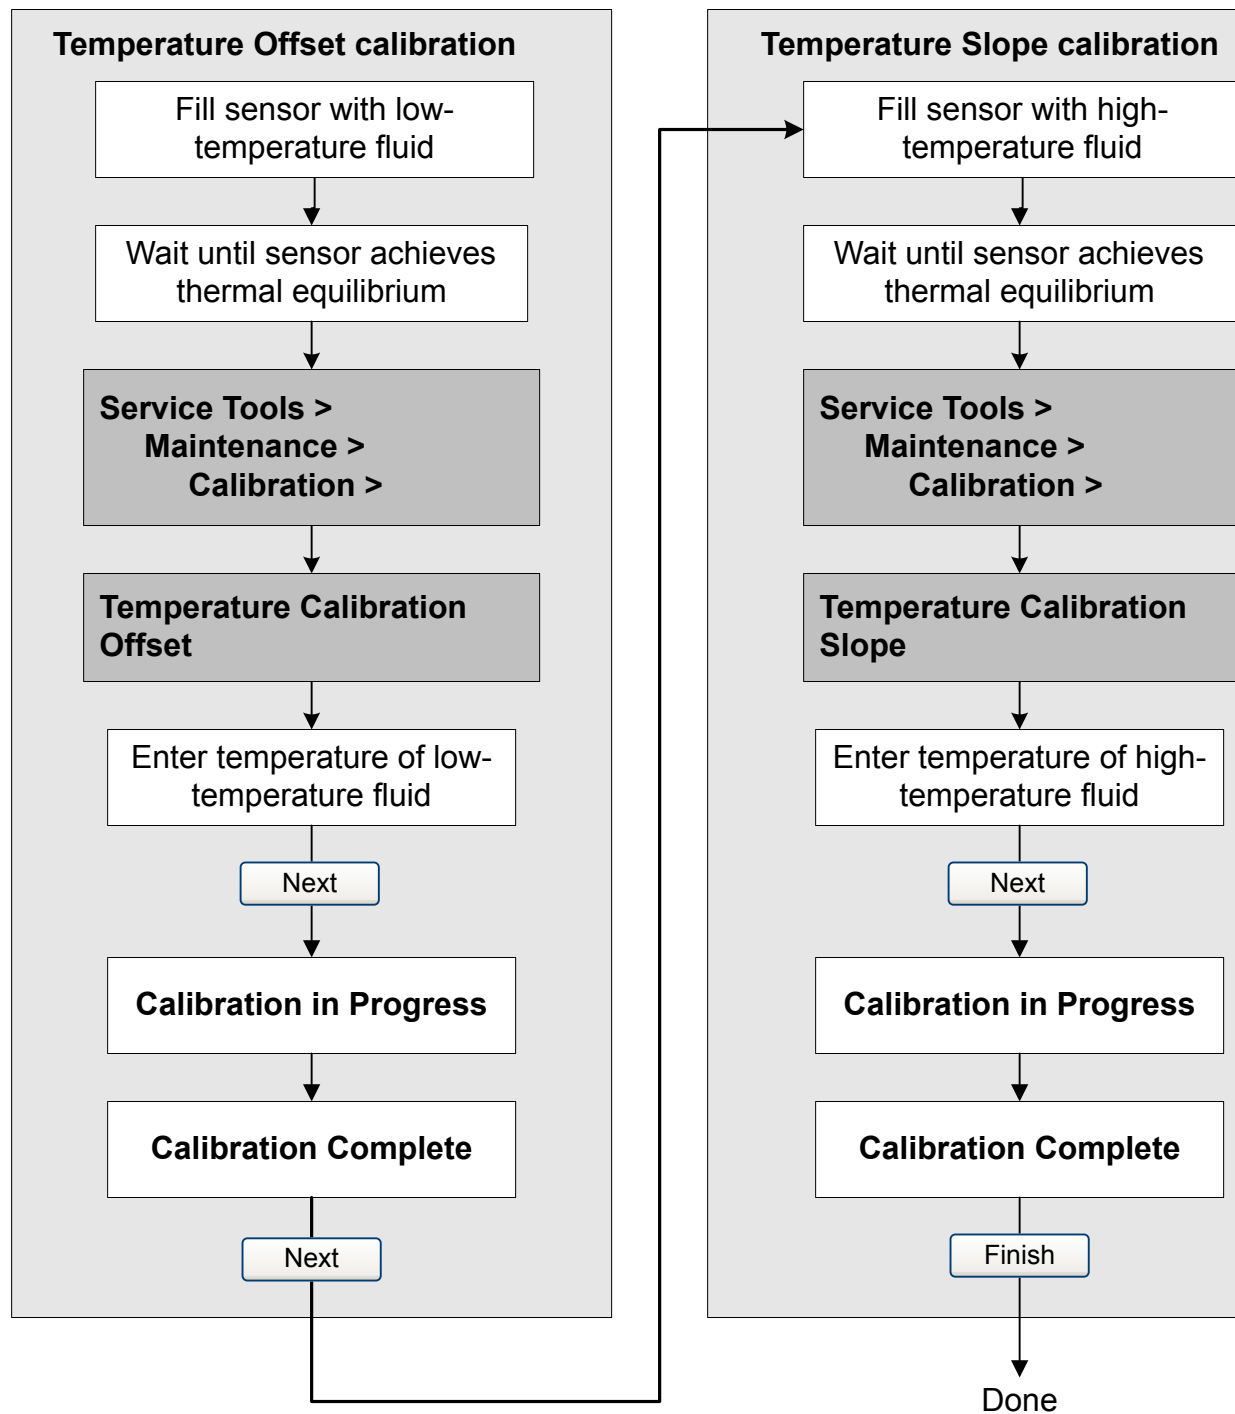 Temperature Offset calibration
Fill sensor with low-
temperature fluid
Wait until sensor achieves
thermal equilibrium
Service Tools >
Maintenance >
Calibration >
Temperature Calibration
Offset
Enter temperature of low-
temperature fluid
Next
Calibration in Progress
Calibration Complete
Next
Temperature Slope calibration
Fill sensor with high-
temperature fluid
Wait until sensor achieves
thermal equilibrium
Service Tools >
Maintenance >
Calibration >
Temperature Calibration
Slope
Enter temperature of high-
temperature fluid
Next
Calibration in Progress
Calibration Complete
Finish
Done